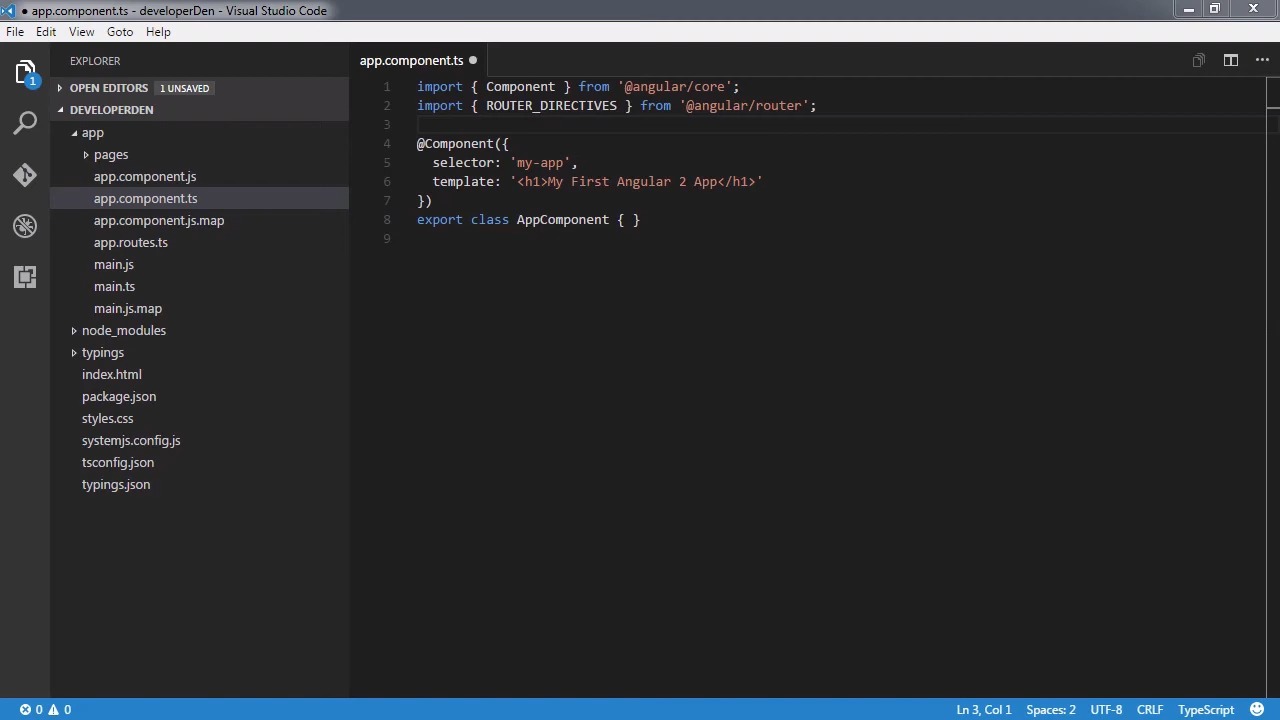 ● app.component.ts - developerDen - Visual Studio Code
File Edit View Goto Help
EXPLORER
OPEN EDITORS 1 UNSAVED
DEVELOPERDEN
app
pages
app.component.js
app.component.ts
app.component.js.map
app.routes.ts
main.js
main.ts
main.js.map
node_modules
typings
index.html
package.json
styles.css
systemjs.config.js
tsconfig.json
typings.json
1
app.component.ts ●
1 import { Component } from '@angular/core';
2 import { ROUTER_DIRECTIVES } from '@angular/router';
3
4 @Component({
5   selector: 'my-app',
6   template: '<h1>My First Angular 2 App</h1>'
7 })
8 export class AppComponent { }
9
0 0 Ln 3, Col 1 Spaces: 2 UTF-8 CRLF TypeScript